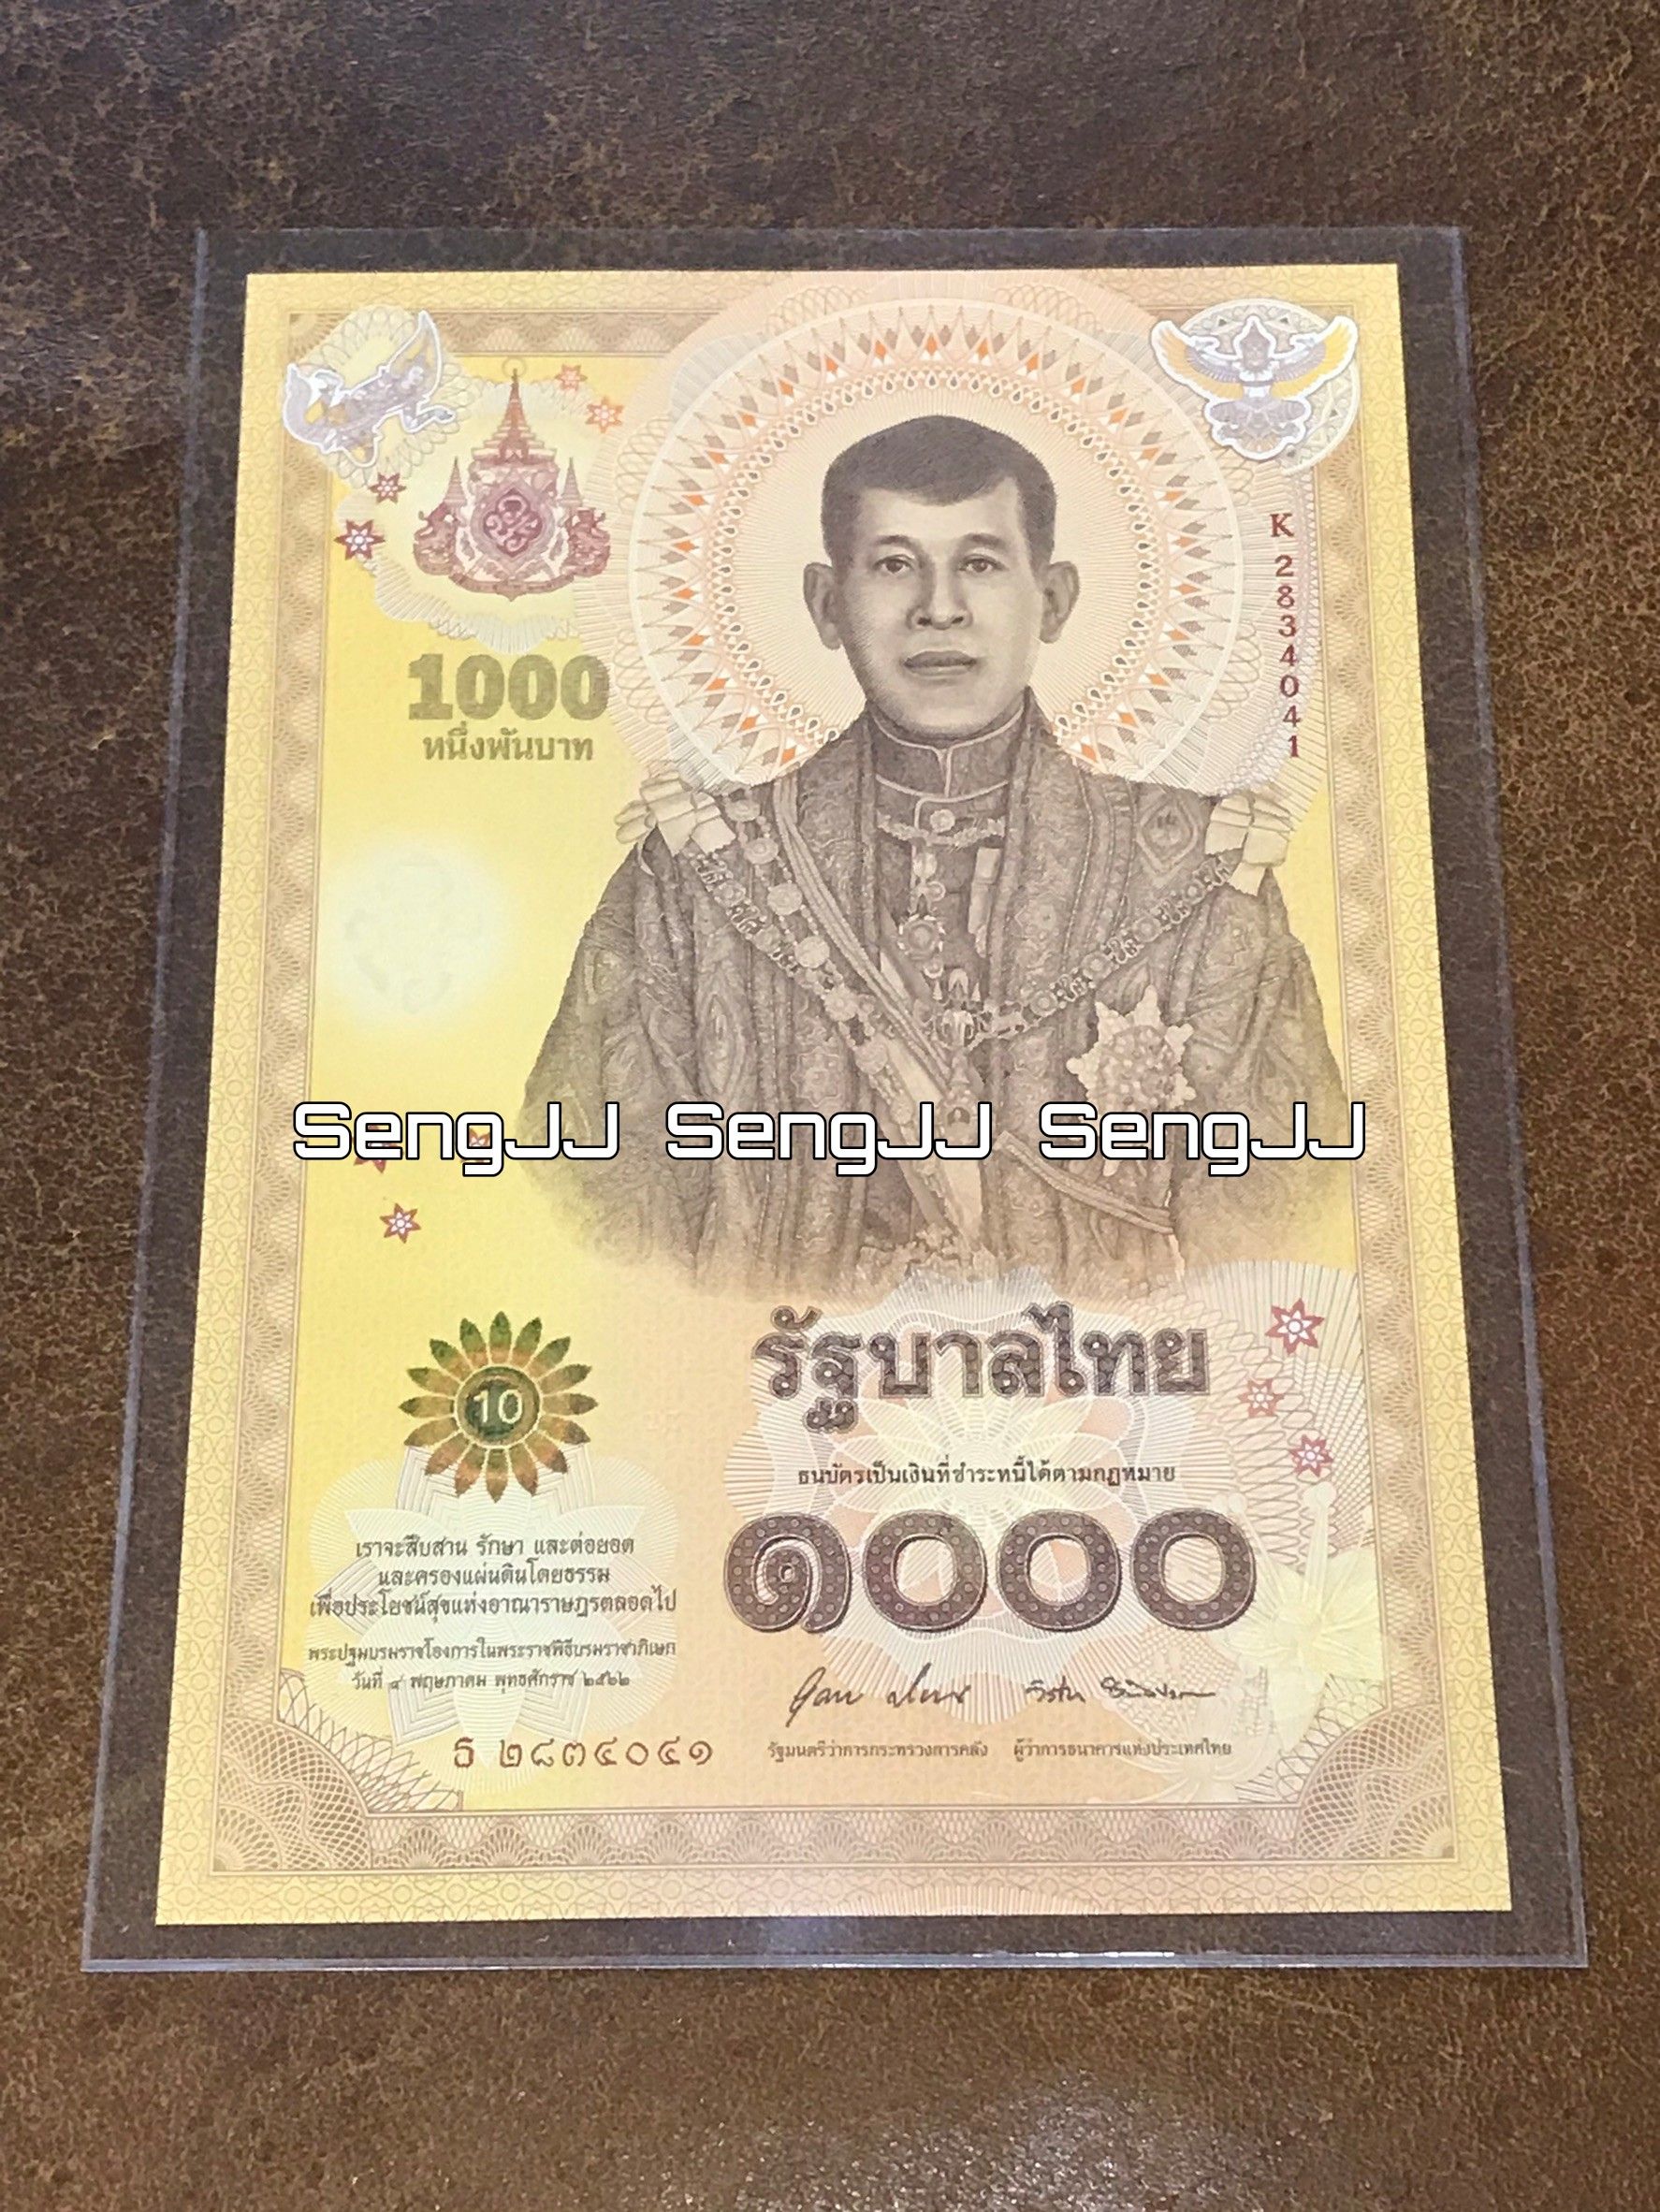 1000
หนึ่งพันบาท
K 2834041
SengJJ SengJJ SengJJ
10
รัฐบาลไทย
ธนบัตรเป็นเงินที่ชำระหนี้ได้ตามกฎหมาย
๑๐๐๐
เราจะสืบสาน รักษา และต่อยอด
และครองแผ่นดินโดยธรรม
เพื่อประโยชน์สุขแห่งอาณาราษฎรตลอดไป
พระปฐมบรมราชโองการในพระราชพิธีบรมราชาภิเษก
วันที่ ๔ พฤษภาคม พุทธศักราช ๒๕๖๒
ธ ๒๘๓๔๐๔๑
รัฐมนตรีว่าการกระทรวงการคลัง ผู้ว่าการธนาคารแห่งประเทศไทย